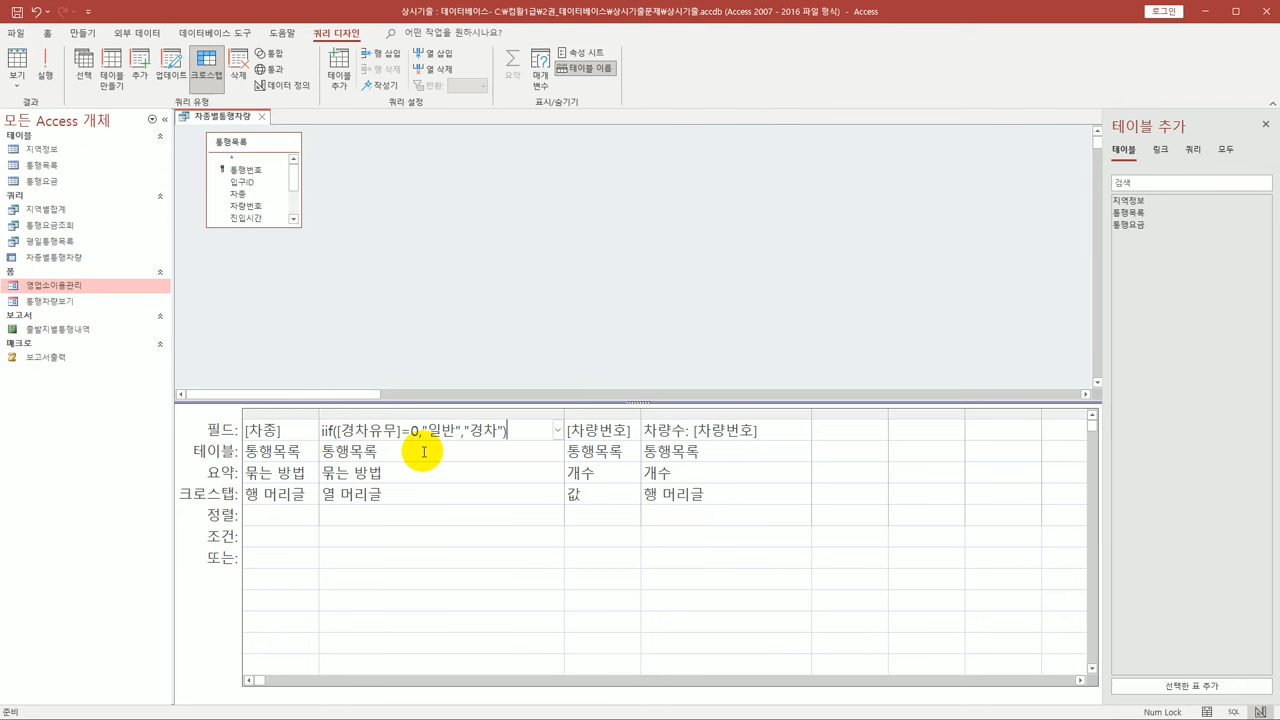 상시기술 : 데이터베이스- C:₩컴활1급₩2권_데이터베이스₩상시기술문제₩상시기술.accdb (Access 2007 - 2016 파일 형식) - Access
로그인
파일 홈 만들기 외부 데이터 데이터베이스 도구 도움말 쿼리 디자인 어떤 작업을 원하시나요?
보기 실행 선택 테이블 만들기 추가 업데이트 크로스탭 삭제
통합
통과
데이터 정의
테이블 추가
행 삽입
행 삭제
작성기
열 삽입
열 삭제
반환:
요약
매개 변수
속성 시트
테이블 이름
결과 쿼리 유형 쿼리 설정 표시/숨기기
모든 Access 개체
테이블
지역정보
통행목록
통행요금
쿼리
지역별합계
통행요금조회
평일통행목록
차종별통행차량
폼
영업소이용관리
통행차량보기
보고서
출발지별통행내역
매크로
보고서출력
차종별통행차량
통행목록
*
통행번호
입구ID
차종
차량번호
진입시간
필드: [차종] iif([경차유무]=0,"일반","경차") [차량번호] 차량수: [차량번호]
테이블: 통행목록 통행목록 통행목록 통행목록
요약: 묶는 방법 묶는 방법 개수 개수
크로스탭: 행 머리글 열 머리글 값 행 머리글
정렬:
조건:
또는:
테이블 추가
테이블 링크 쿼리 모두
검색
지역정보
통행목록
통행요금
선택한 표 추가
준비
Num Lock
SQL